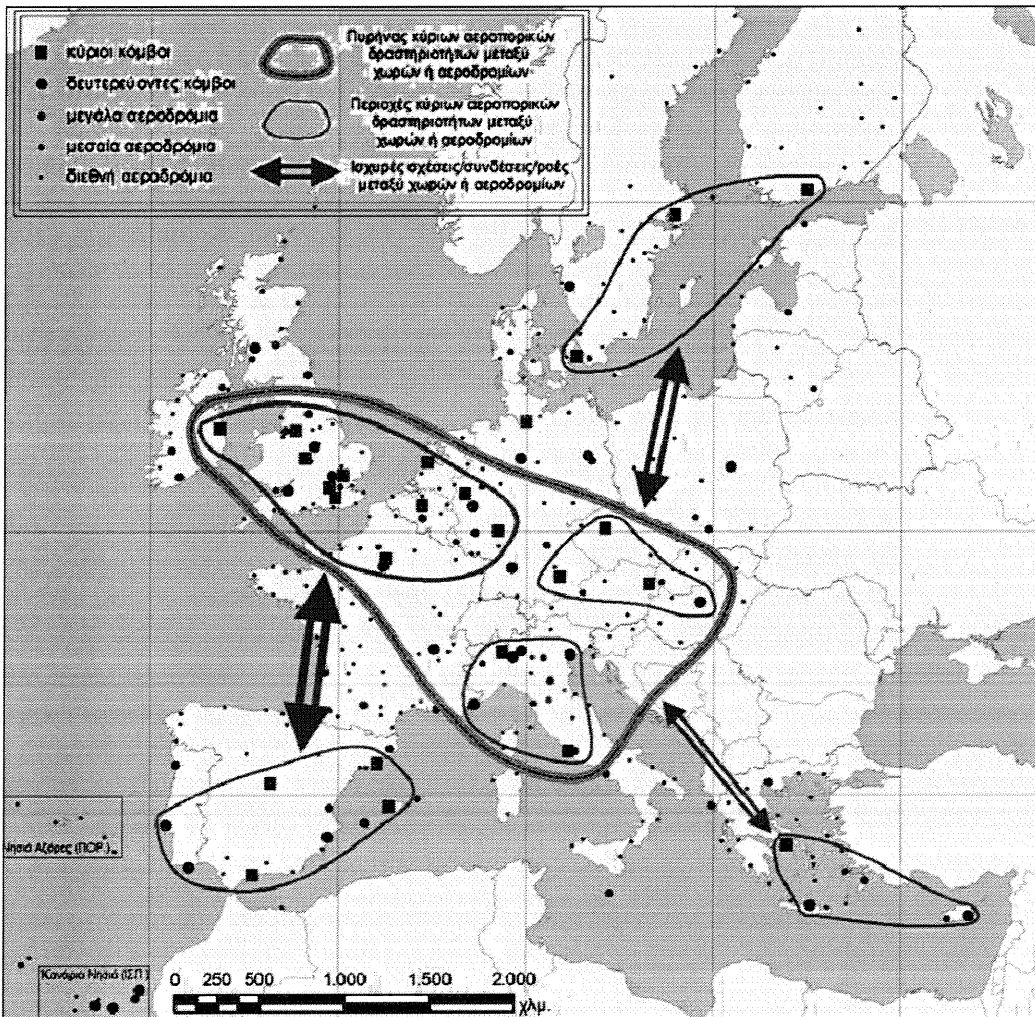 κύριοι κόμβοι
δευτερεύοντες κόμβοι
μεγάλα αεροδρόμια
μεσαία αεροδρόμια
διεθνή αεροδρόμια
Πυρήνας κύριων αεροπορικών
δραστηριοτήτων μεταξύ
χωρών ή αεροδρομίων
Περιοχές κύριων αεροπορικών
δραστηριοτήτων μεταξύ
χωρών ή αεροδρομίων
Ισχυρές σχέσεις/συνδέσεις/ροές
μεταξύ χωρών ή αεροδρομίων
Νησιά Αζόρες (ΠΟΡ.)
Κανάρια Νησιά (ΙΣΠ.)
0 250 500 1.000 1.500 2.000
χλμ.